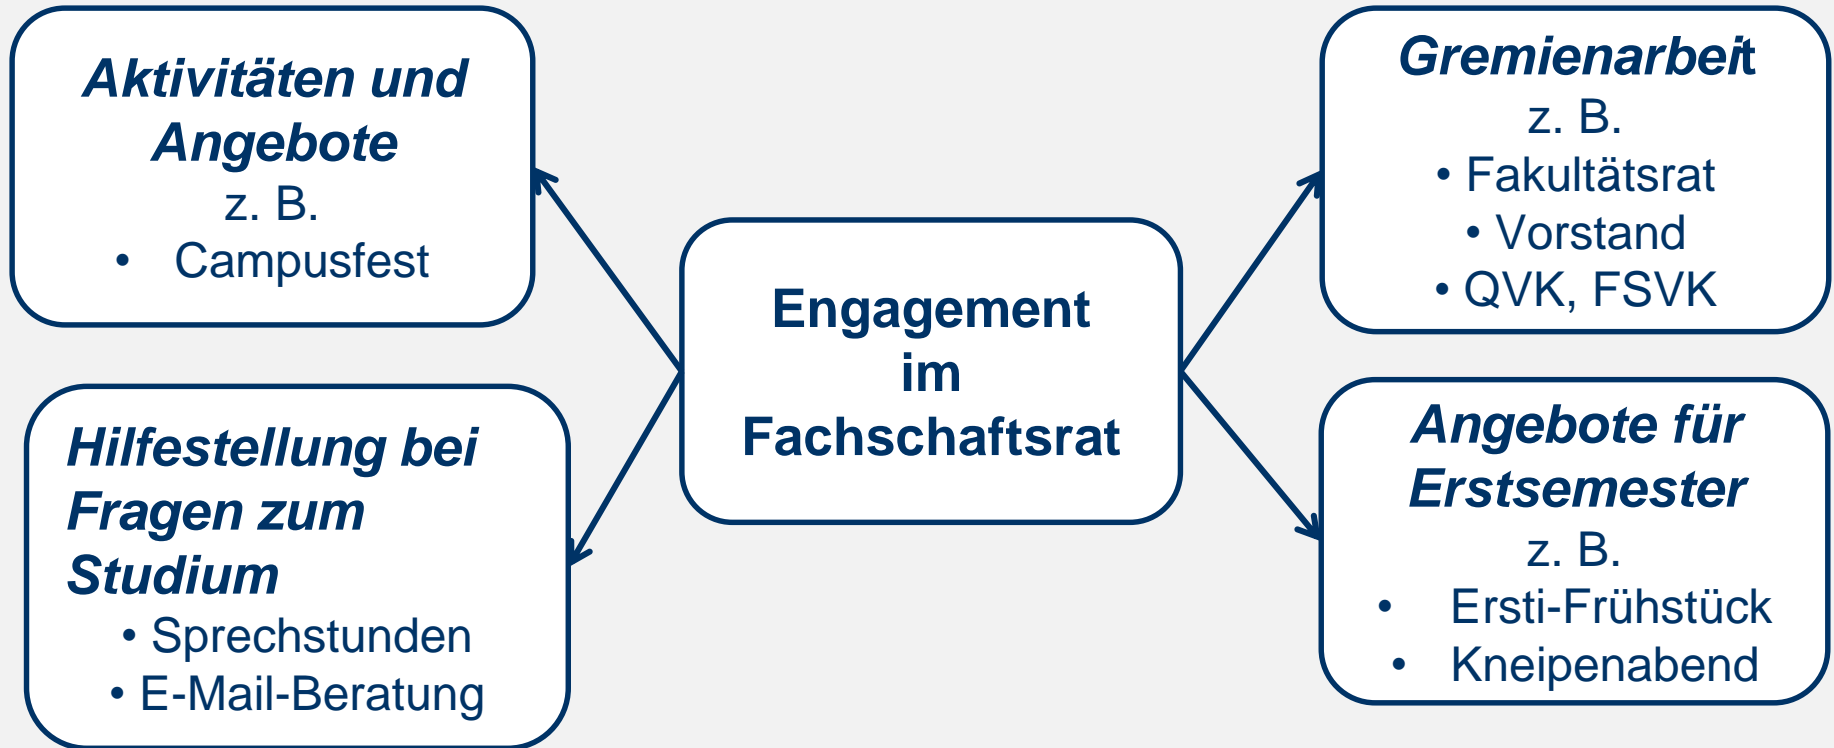 Aktivitäten und
Angebote
z. B.
• Campusfest
Hilfestellung bei
Fragen zum
Studium
• Sprechstunden
• E-Mail-Beratung
Engagement
im
Fachschaftsrat
Gremienarbeit
z. B.
• Fakultätsrat
• Vorstand
• QVK, FSVK
Angebote für
Erstsemester
z. B.
• Ersti-Frühstück
• Kneipenabend